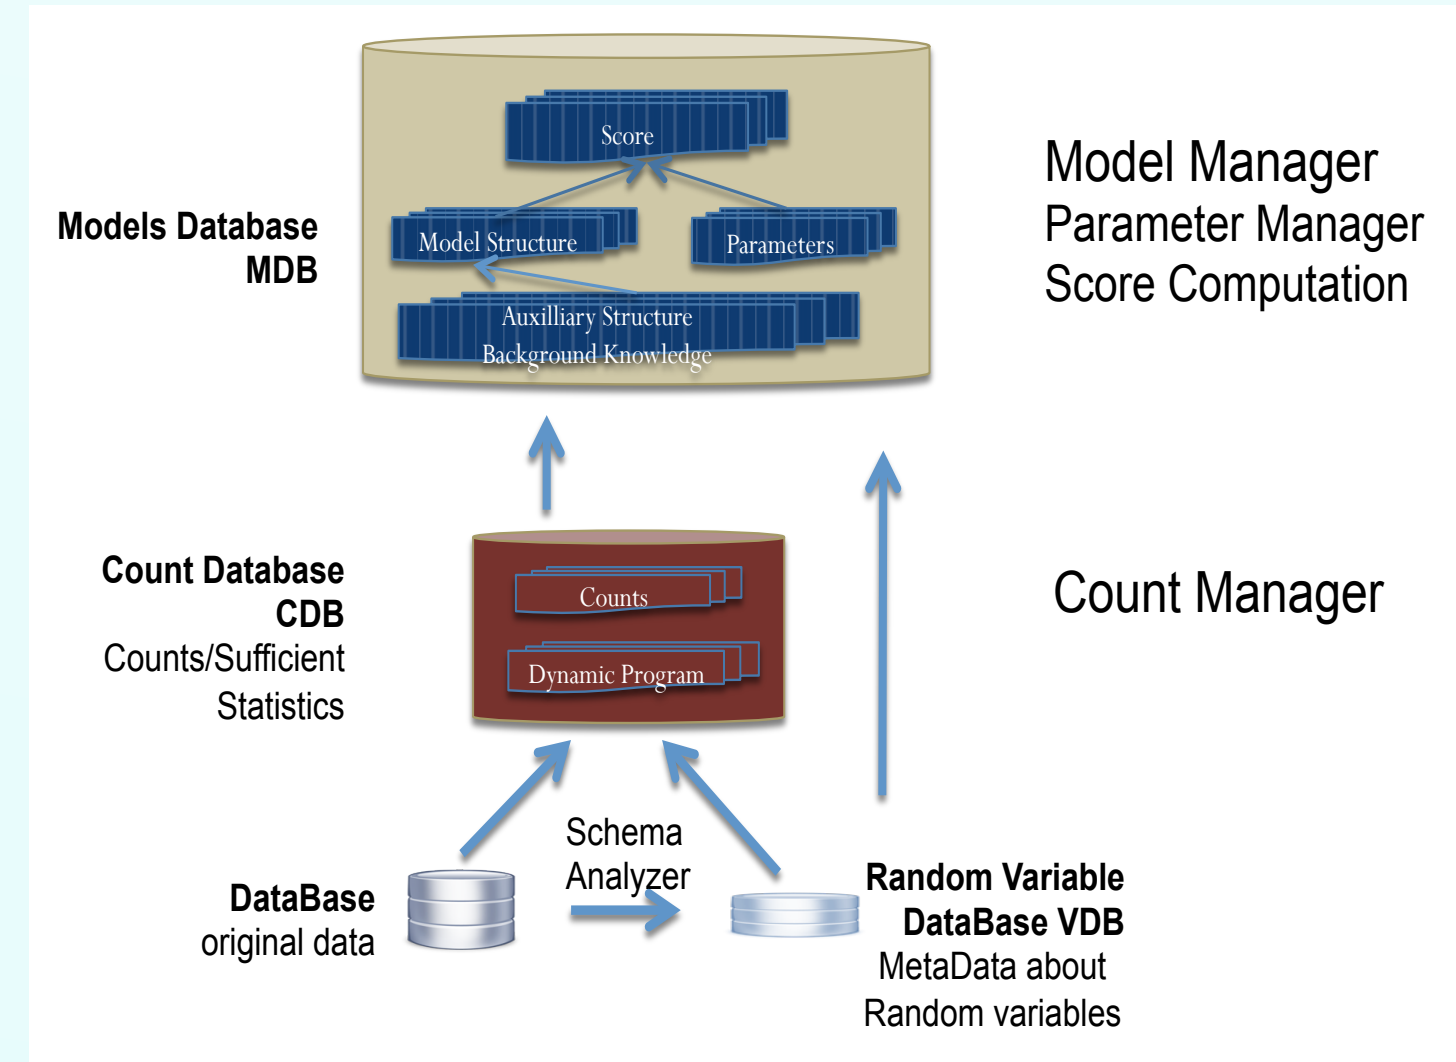 Score
Model Structure
Parameters
Auxilliary Structure
Background Knowledge
Models Database
MDB
Model Manager
Parameter Manager
Score Computation
Count Database
CDB
Counts/Sufficient
Statistics
Counts
Dynamic Program
Count Manager
Schema
Analyzer
DataBase
original data
Random Variable
DataBase VDB
MetaData about
Random variables